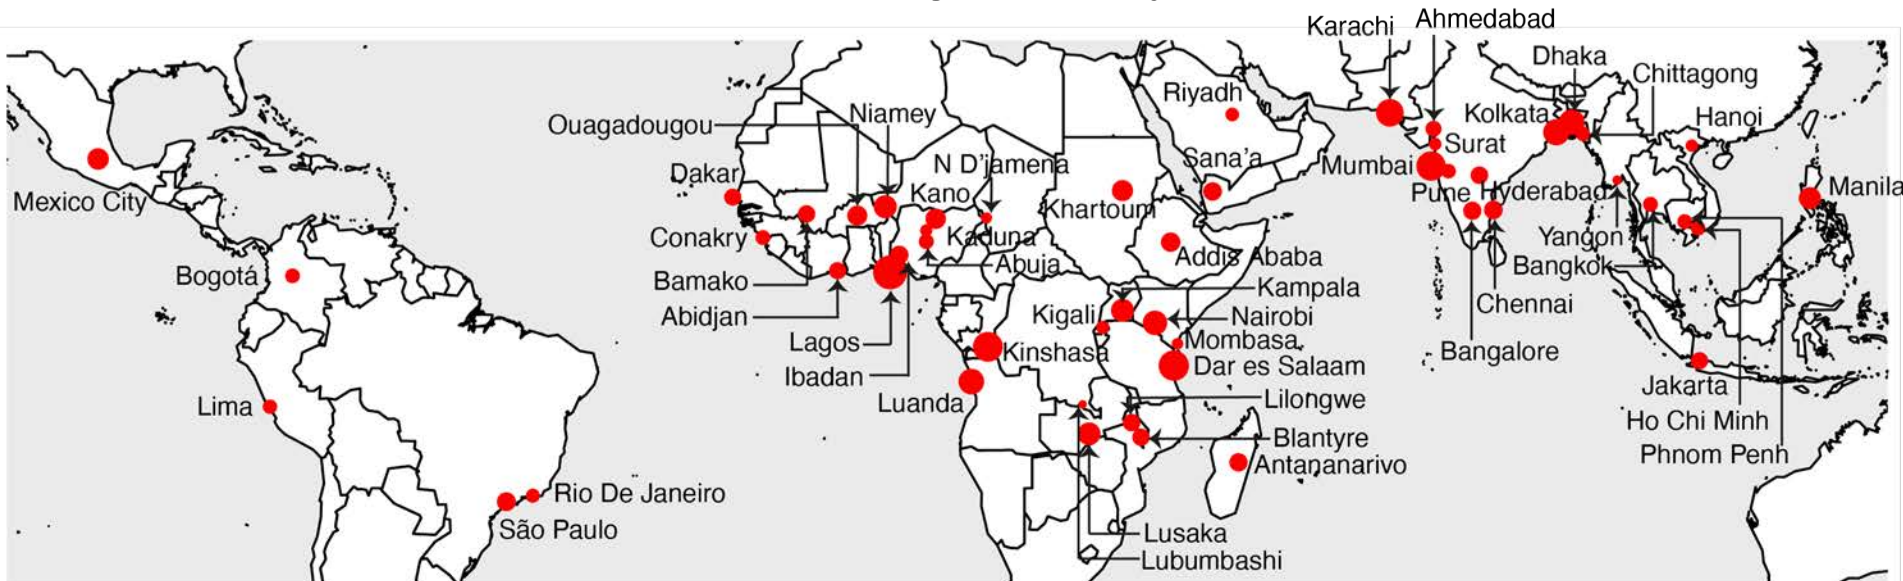 Karachi
Ahmedabad
Dhaka
Chittagong
Riyadh
Kolkata
Hanoi
Niamey
Ouagadougou
Surat
N D'jamena
Sana'a
Mumbai
Dakar
Manila
Mexico City
Kano
Pune
Hyderabad
Khartoum
Conakry
Kaduna
Yangon
Addis Ababa
Abuja
Bangkok
Bogotá
Bamako
Kampala
Chennai
Abidjan
Kigali
Nairobi
Lagos
Mombasa
Kinshasa
Bangalore
Dar es Salaam
Ibadan
Jakarta
Luanda
Lilongwe
Lima
Ho Chi Minh
Blantyre
Phnom Penh
Antananarivo
Rio De Janeiro
São Paulo
Lusaka
Lubumbashi